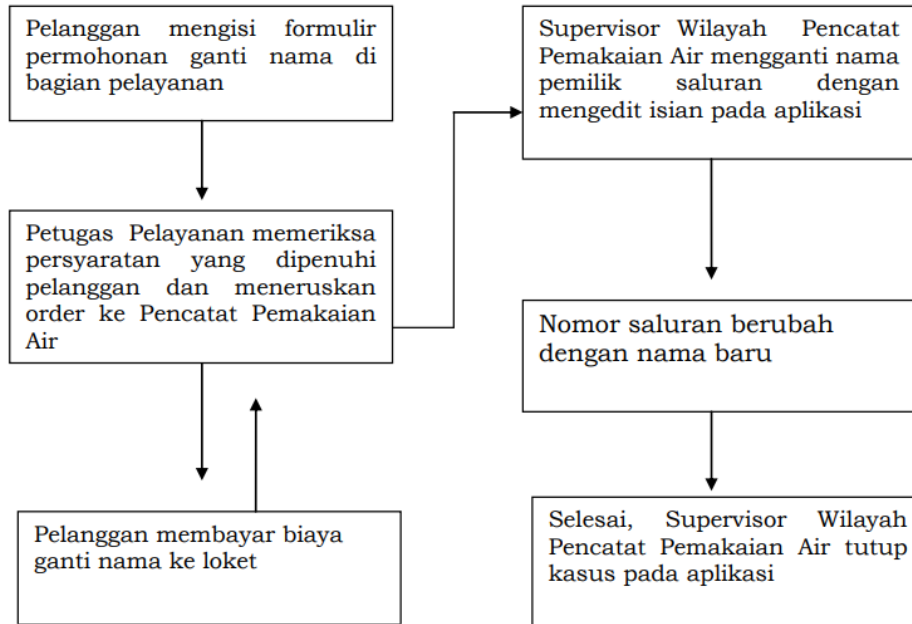 Pelanggan mengisi formulir
permohonan ganti nama di
bagian pelayanan
Petugas Pelayanan memeriksa
persyaratan yang dipenuhi
pelanggan dan meneruskan
order ke Pencatat Pemakaian
Air
Pelanggan membayar biaya
ganti nama ke loket
Supervisor Wilayah Pencatat
Pemakaian Air mengganti nama
pemilik saluran dengan
mengedit isian pada aplikasi
Nomor saluran berubah
dengan nama baru
Selesai, Supervisor Wilayah
Pencatat Pemakaian Air tutup
kasus pada aplikasi